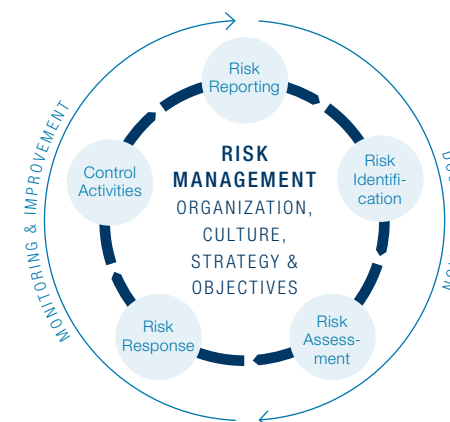 Risk
Reporting
Risk
Identifi-
cation
Risk
Assess-
ment
Risk
Response
Control
Activities
RISK
MANAGEMENT
ORGANIZATION,
CULTURE,
STRATEGY &
OBJECTIVES
MONITORING & IMPROVEMENT